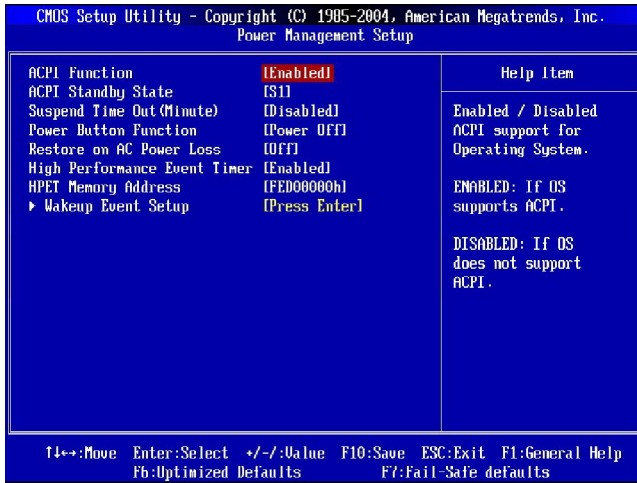 CMOS Setup Utility - Copyright (C) 1985-2004, American Megatrends, Inc.
Power Management Setup
ACPI Function [Enabled]
ACPI Standby State [S1]
Suspend Time Out(Minute) [Disabled]
Power Button Function [Power Off]
Restore on AC Power Loss [Off]
High Performance Event Timer [Enabled]
HPET Memory Address [FED00000h]
▶ Wakeup Event Setup [Press Enter]
Help Item
Enabled / Disabled
ACPI support for
Operating System.
ENABLED: If OS
supports ACPI.
DISABLED: If OS
does not support
ACPI.
↑↓←→:Move Enter:Select +/-/:Value F10:Save ESC:Exit F1:General Help
F6:Optimized Defaults F7:Fail-Safe defaults